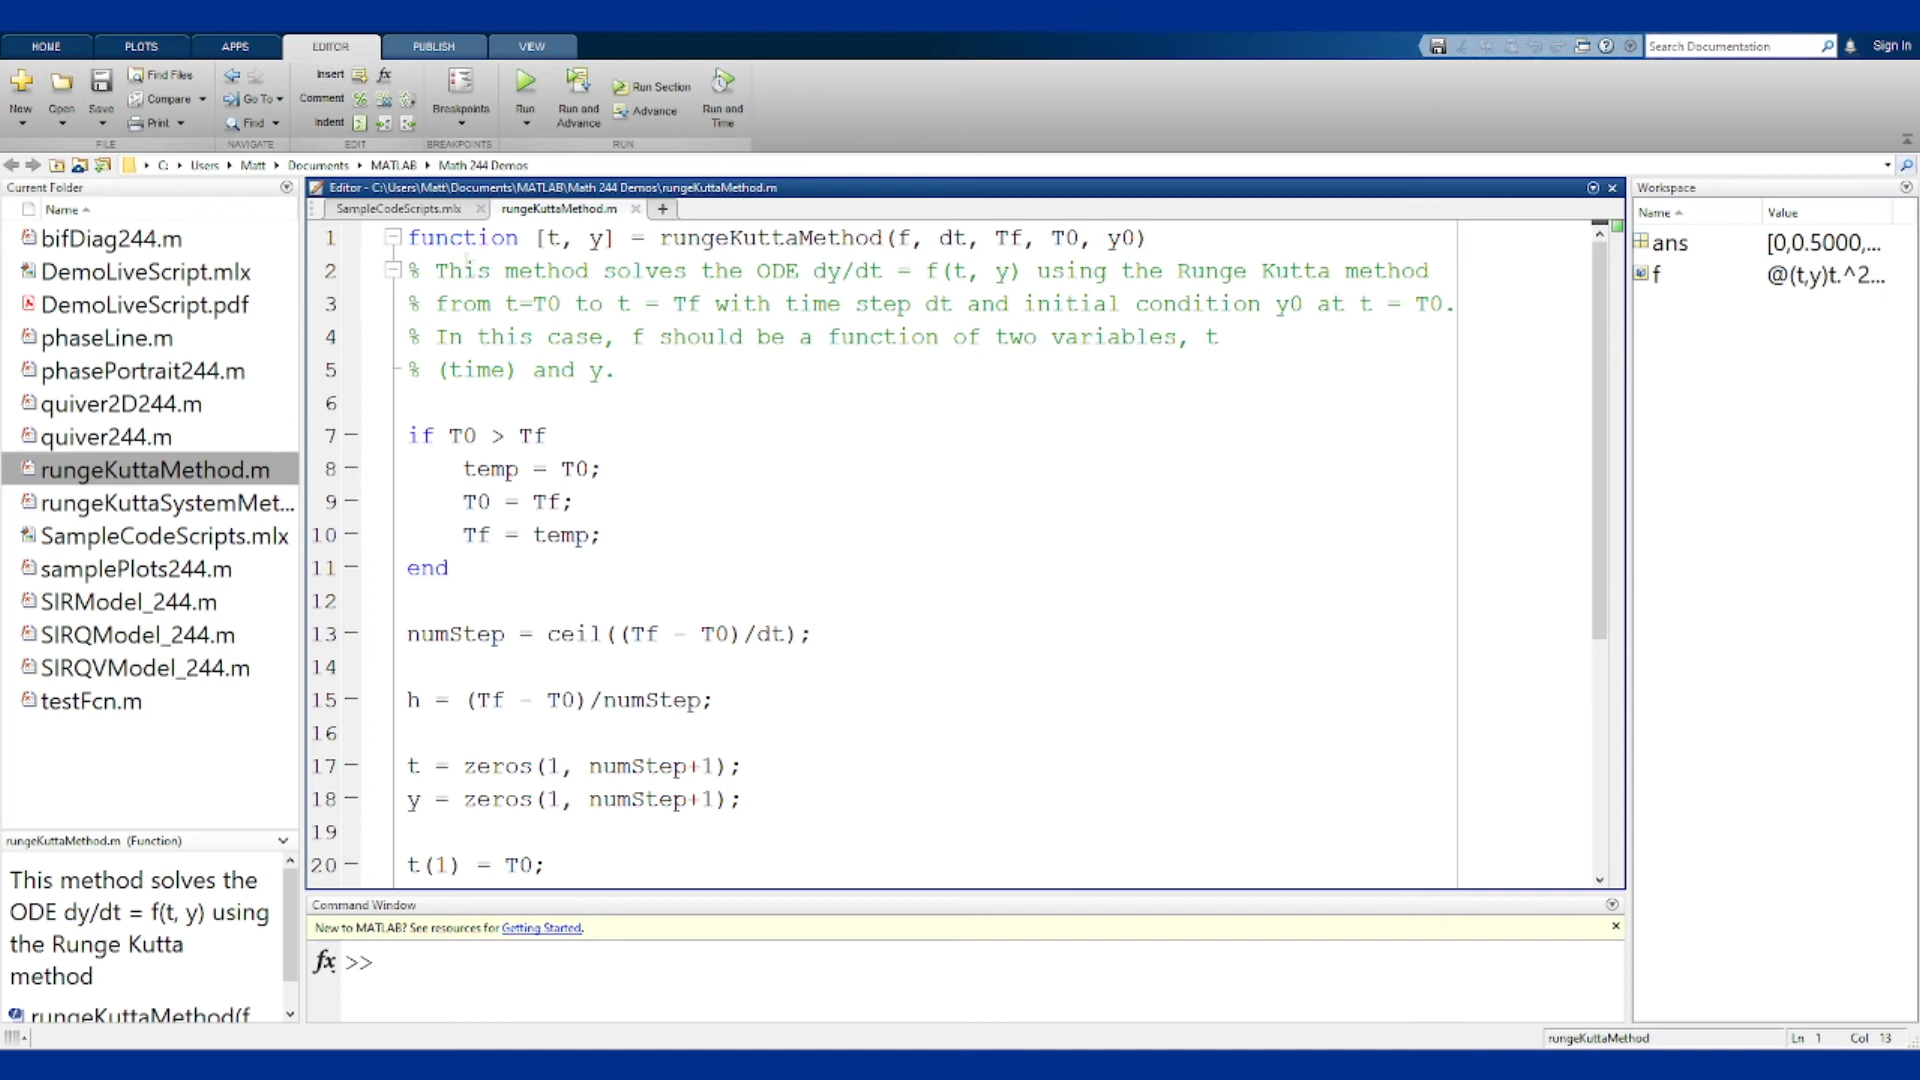 HOME PLOTS APPS EDITOR PUBLISH VIEW
Search Documentation
Sign In
New Open Save
Find Files
Compare
Print
FILE
Go To
Find
NAVIGATE
Insert fx
Comment
Indent
EDIT
Breakpoints
BREAKPOINTS
Run
Run and Advance
Run Section
Advance
Run and Time
RUN
C: Users Matt Documents MATLAB Math 244 Demos
Current Folder
Name
bifDiag244.m
DemoLiveScript.mlx
DemoLiveScript.pdf
phaseLine.m
phasePortrait244.m
quiver2D244.m
quiver244.m
rungeKuttaMethod.m
rungeKuttaSystemMet...
SampleCodeScripts.mlx
samplePlots244.m
SIRModel_244.m
SIRQModel_244.m
SIRQVModel_244.m
testFcn.m
rungeKuttaMethod.m (Function)
This method solves the
ODE dy/dt = f(t, y) using
the Runge Kutta
method
rungeKuttaMethod(f
Editor - C:\Users\Matt\Documents\MATLAB\Math 244 Demos\rungeKuttaMethod.m
SampleCodeScripts.mlx rungeKuttaMethod.m
1 function [t, y] = rungeKuttaMethod(f, dt, Tf, T0, y0)
2 % This method solves the ODE dy/dt = f(t, y) using the Runge Kutta method
3 % from t=T0 to t = Tf with time step dt and initial condition y0 at t = T0.
4 % In this case, f should be a function of two variables, t
5 % (time) and y.
6
7 if T0 > Tf
8 temp = T0;
9 T0 = Tf;
10 Tf = temp;
11 end
12
13 numStep = ceil((Tf - T0)/dt);
14
15 h = (Tf - T0)/numStep;
16
17 t = zeros(1, numStep+1);
18 y = zeros(1, numStep+1);
19
20 t(1) = T0;
Command Window
New to MATLAB? See resources for Getting Started.
fx >>
Workspace
Name Value
ans [0,0.5000,...
f @(t,y)t.^2...
rungeKuttaMethod
Ln 1 Col 13